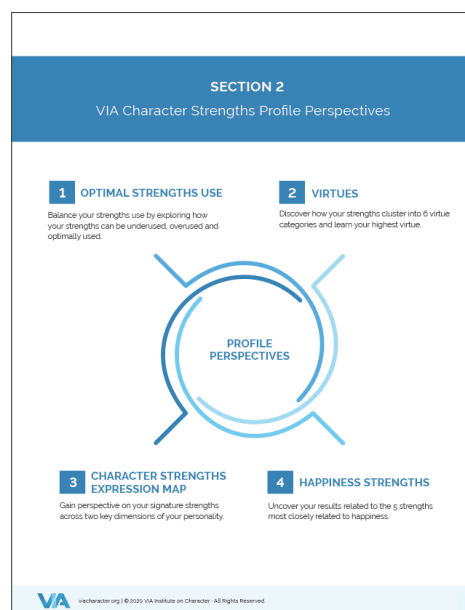 SECTION 2
VIA Character Strengths Profile Perspectives
1 OPTIMAL STRENGTHS USE
Balance your strengths use by exploring how
your strengths can be underused, overused and
optimally used.
2 VIRTUES
Discover how your strengths cluster into 6 virtue
categories and learn your highest virtue.
PROFILE
PERSPECTIVES
3 CHARACTER STRENGTHS
EXPRESSION MAP
Gain perspective on your signature strengths
across two key dimensions of your personality.
4 HAPPINESS STRENGTHS
Uncover your results related to the 5 strengths
most closely related to happiness.
VIA viacharacter.org | © 2020 VIA Institute on Character · All Rights Reserved.